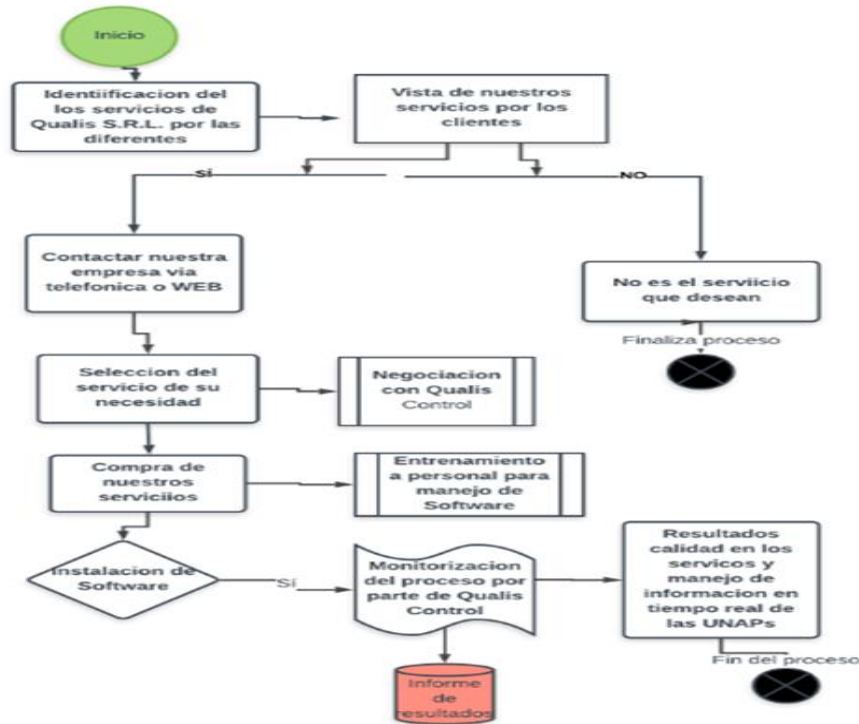 Inicio
Identiificacion del
los servicios de
Qualis S.R.L. por las
diferentes
Vista de nuestros
servicios por los
clientes
SÍ
NO
Contactar nuestra
empresa via
telefonica o WEB
No es el serviicio
que desean
Finaliza proceso
Seleccion del
servicio de su
necesidad
Negociacion
con Qualis
Control
Compra de
nuestros
serviciios
Entrenamiento
a personal para
manejo de
Software
Instalacion de
Software
Sí
Monitorizacion
del proceso por
parte de Qualis
Control
Resultados
calidad en los
servicos y
manejo de
informacion en
tiempo real de
las UNAPs
Fin del proceso
Informe
de
resultados